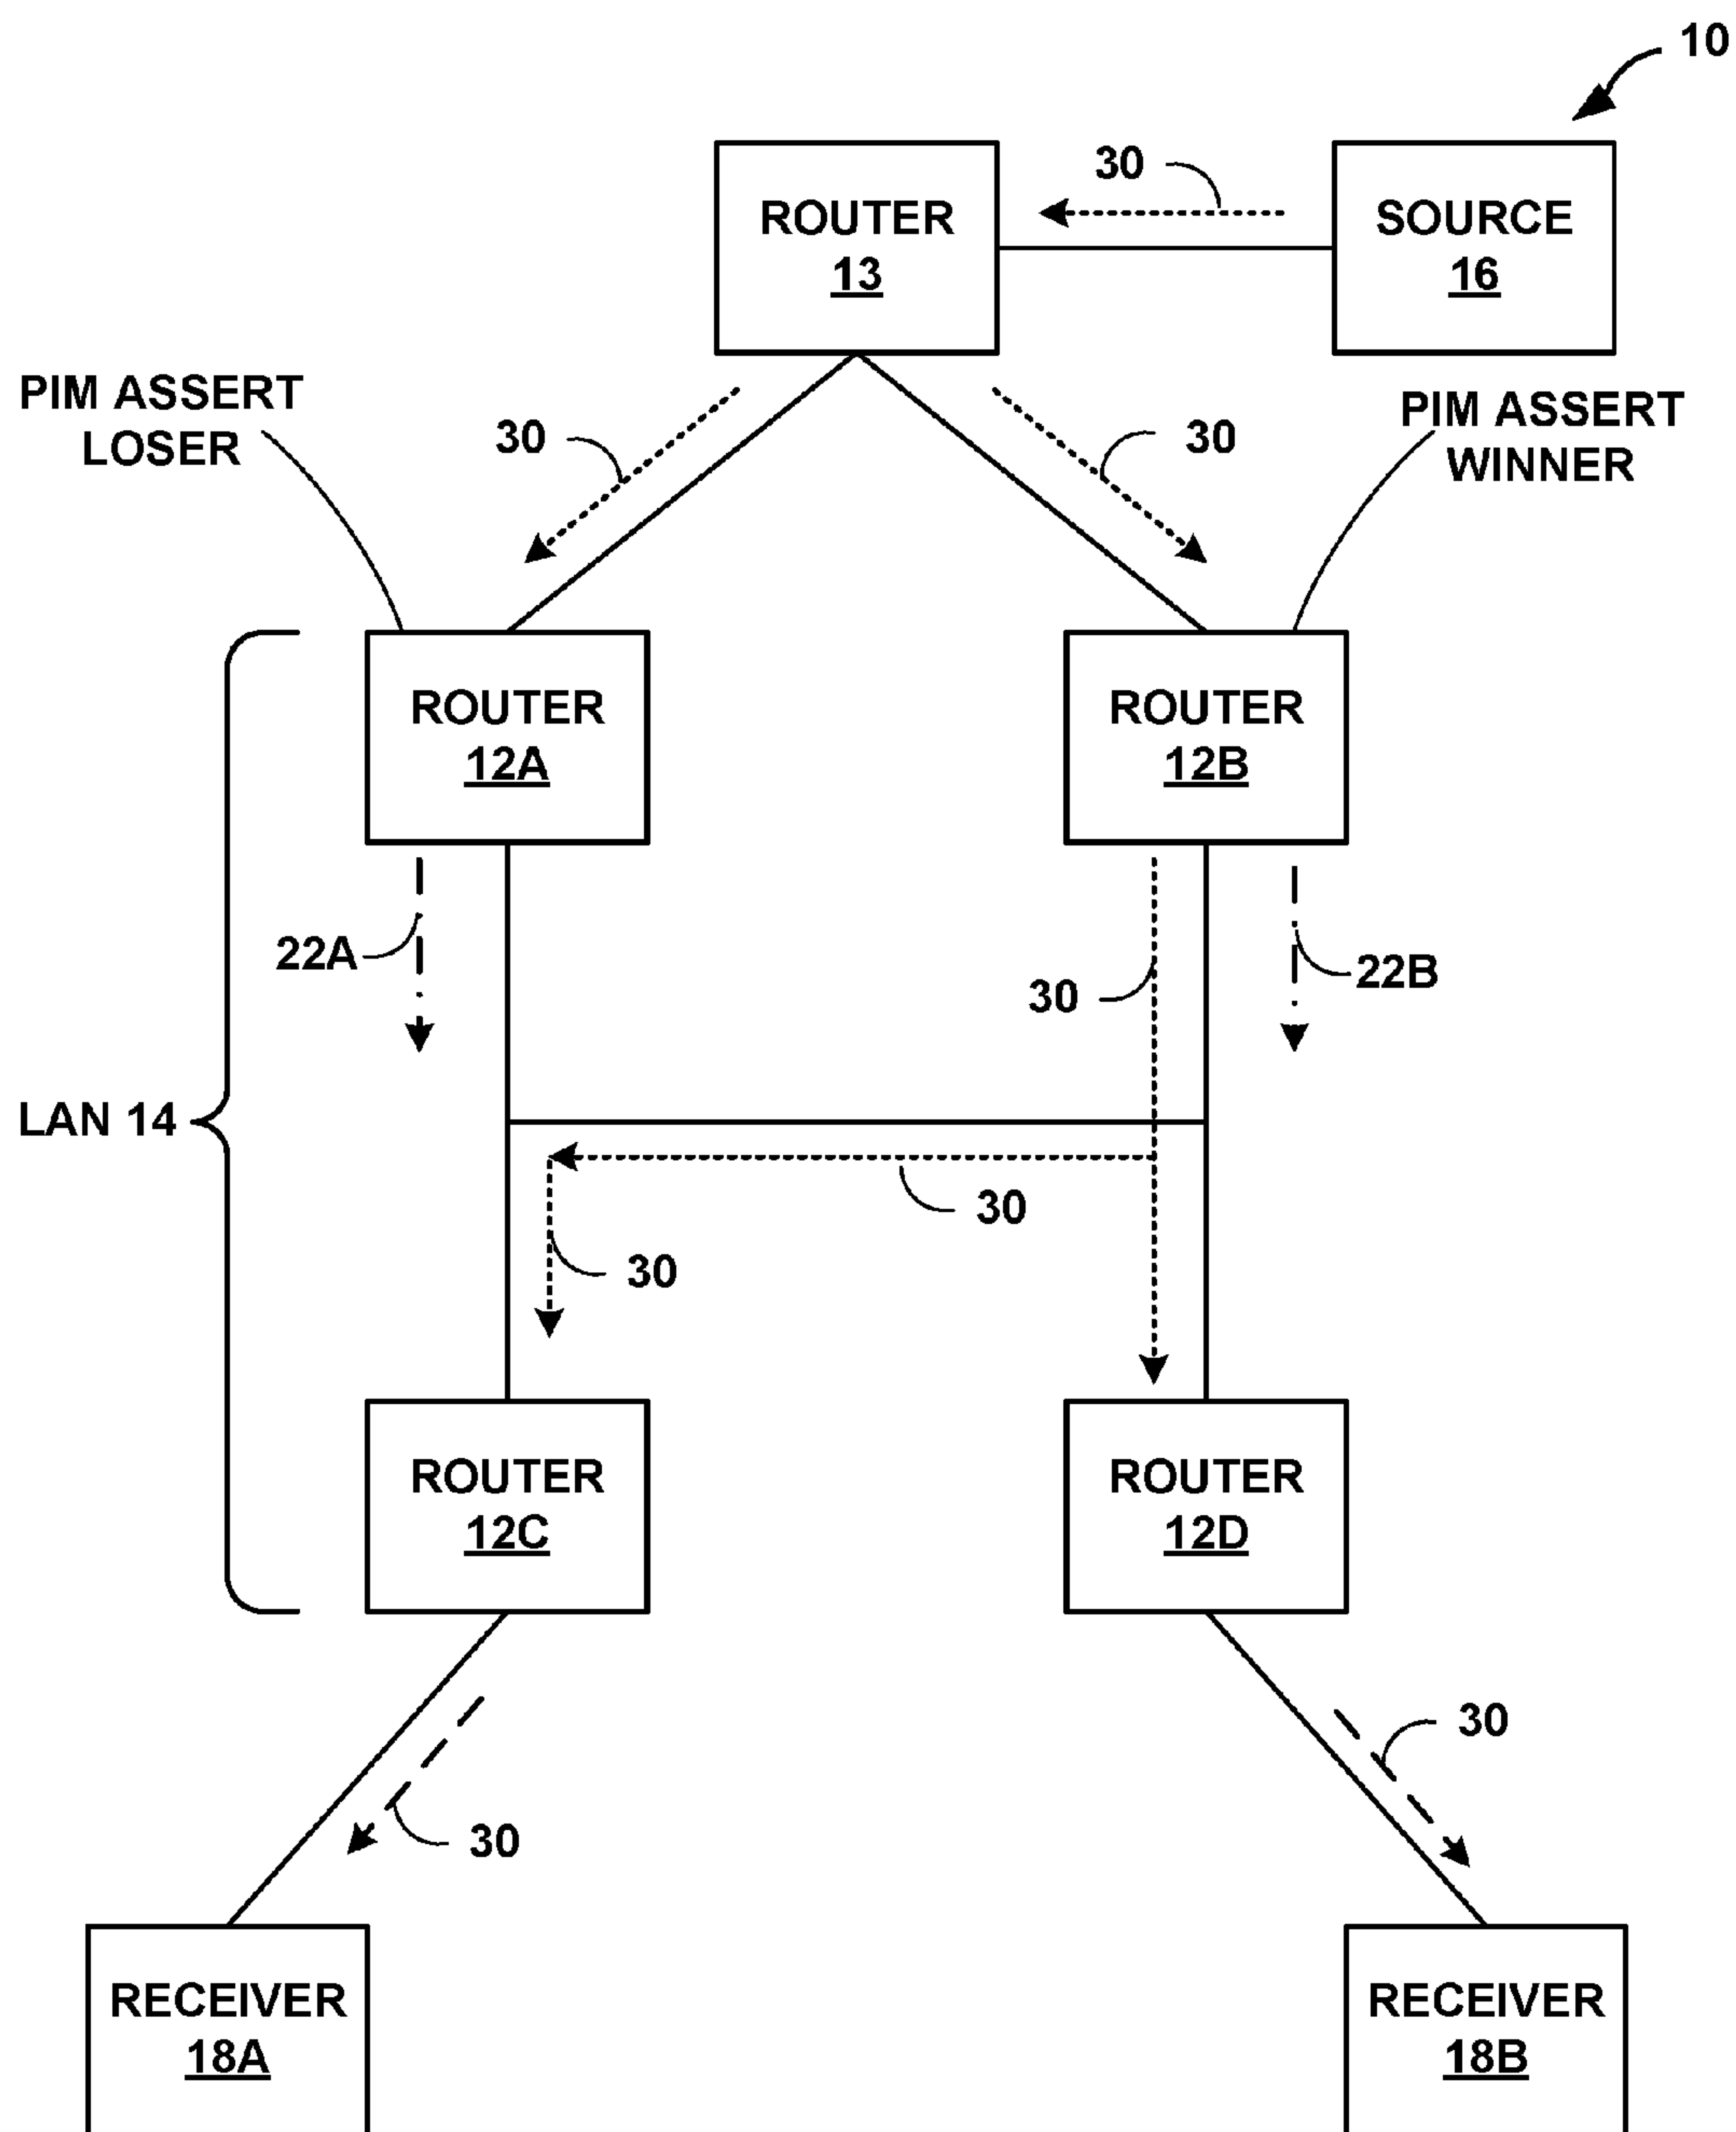 10
30
ROUTER
13
SOURCE
16
PIM ASSERT
LOSER
30
30
PIM ASSERT
WINNER
ROUTER
12A
ROUTER
12B
22A
30
22B
LAN 14
30
30
ROUTER
12C
ROUTER
12D
30
30
RECEIVER
18A
RECEIVER
18B